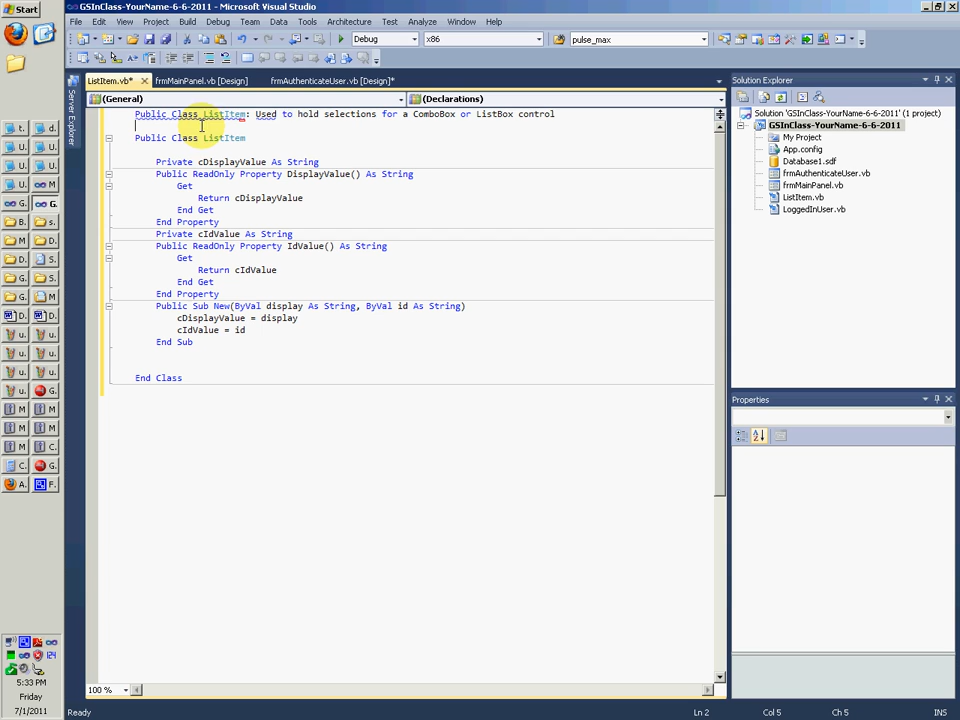 Start
GSInClass-YourName-6-6-2011 - Microsoft Visual Studio
File Edit View Project Build Debug Team Data Tools Architecture Test Analyze Window Help
Debug x86 pulse_max
ListItem.vb* frmMainPanel.vb [Design] frmAuthenticateUser.vb [Design]*
(General) (Declarations)
Server Explorer
Public Class ListItem: Used to hold selections for a ComboBox or ListBox control
Public Class ListItem
Private cDisplayValue As String
Public ReadOnly Property DisplayValue() As String
Get
Return cDisplayValue
End Get
End Property
Private cIdValue As String
Public ReadOnly Property IdValue() As String
Get
Return cIdValue
End Get
End Property
Public Sub New(ByVal display As String, ByVal id As String)
cDisplayValue = display
cIdValue = id
End Sub
End Class
100 %
Solution Explorer
Solution 'GSInClass-YourName-6-6-2011' (1 project)
GSInClass-YourName-6-6-2011
My Project
App.config
Database1.sdf
frmAuthenticateUser.vb
frmMainPanel.vb
ListItem.vb
LoggedInUser.vb
Properties
t. d.
U. U.
U. U.
U. M
G. G.
B. s.
M D.
D. S
G. S.
G. M
D. D.
u. u.
u. u.
u. u.
u. G.
M M
M M
M C.
C. G.
A. F.
5:33 PM
Friday
7/1/2011
Ready Ln 2 Col 5 Ch 5 INS